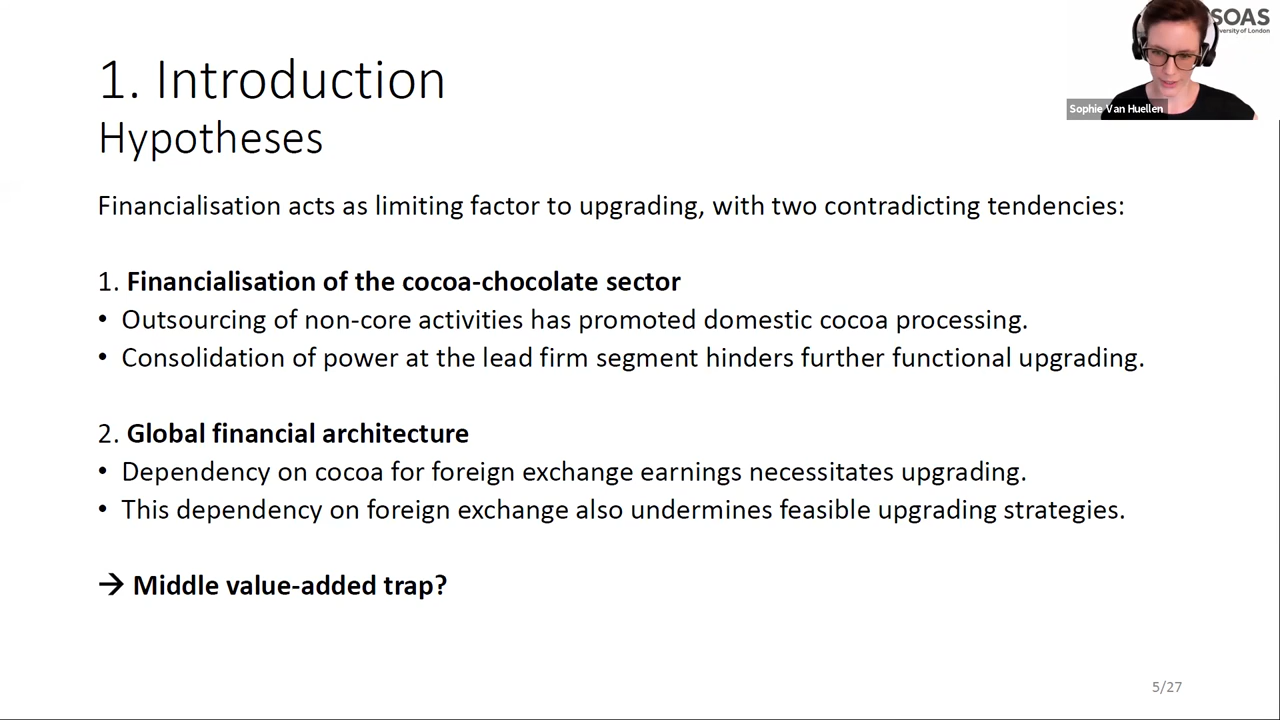 SOAS
University of London
Sophie Van Huellen
1. Introduction
Hypotheses
Financialisation acts as limiting factor to upgrading, with two contradicting tendencies:
1. Financialisation of the cocoa-chocolate sector
• Outsourcing of non-core activities has promoted domestic cocoa processing.
• Consolidation of power at the lead firm segment hinders further functional upgrading.
2. Global financial architecture
• Dependency on cocoa for foreign exchange earnings necessitates upgrading.
• This dependency on foreign exchange also undermines feasible upgrading strategies.
→ Middle value-added trap?
5/27